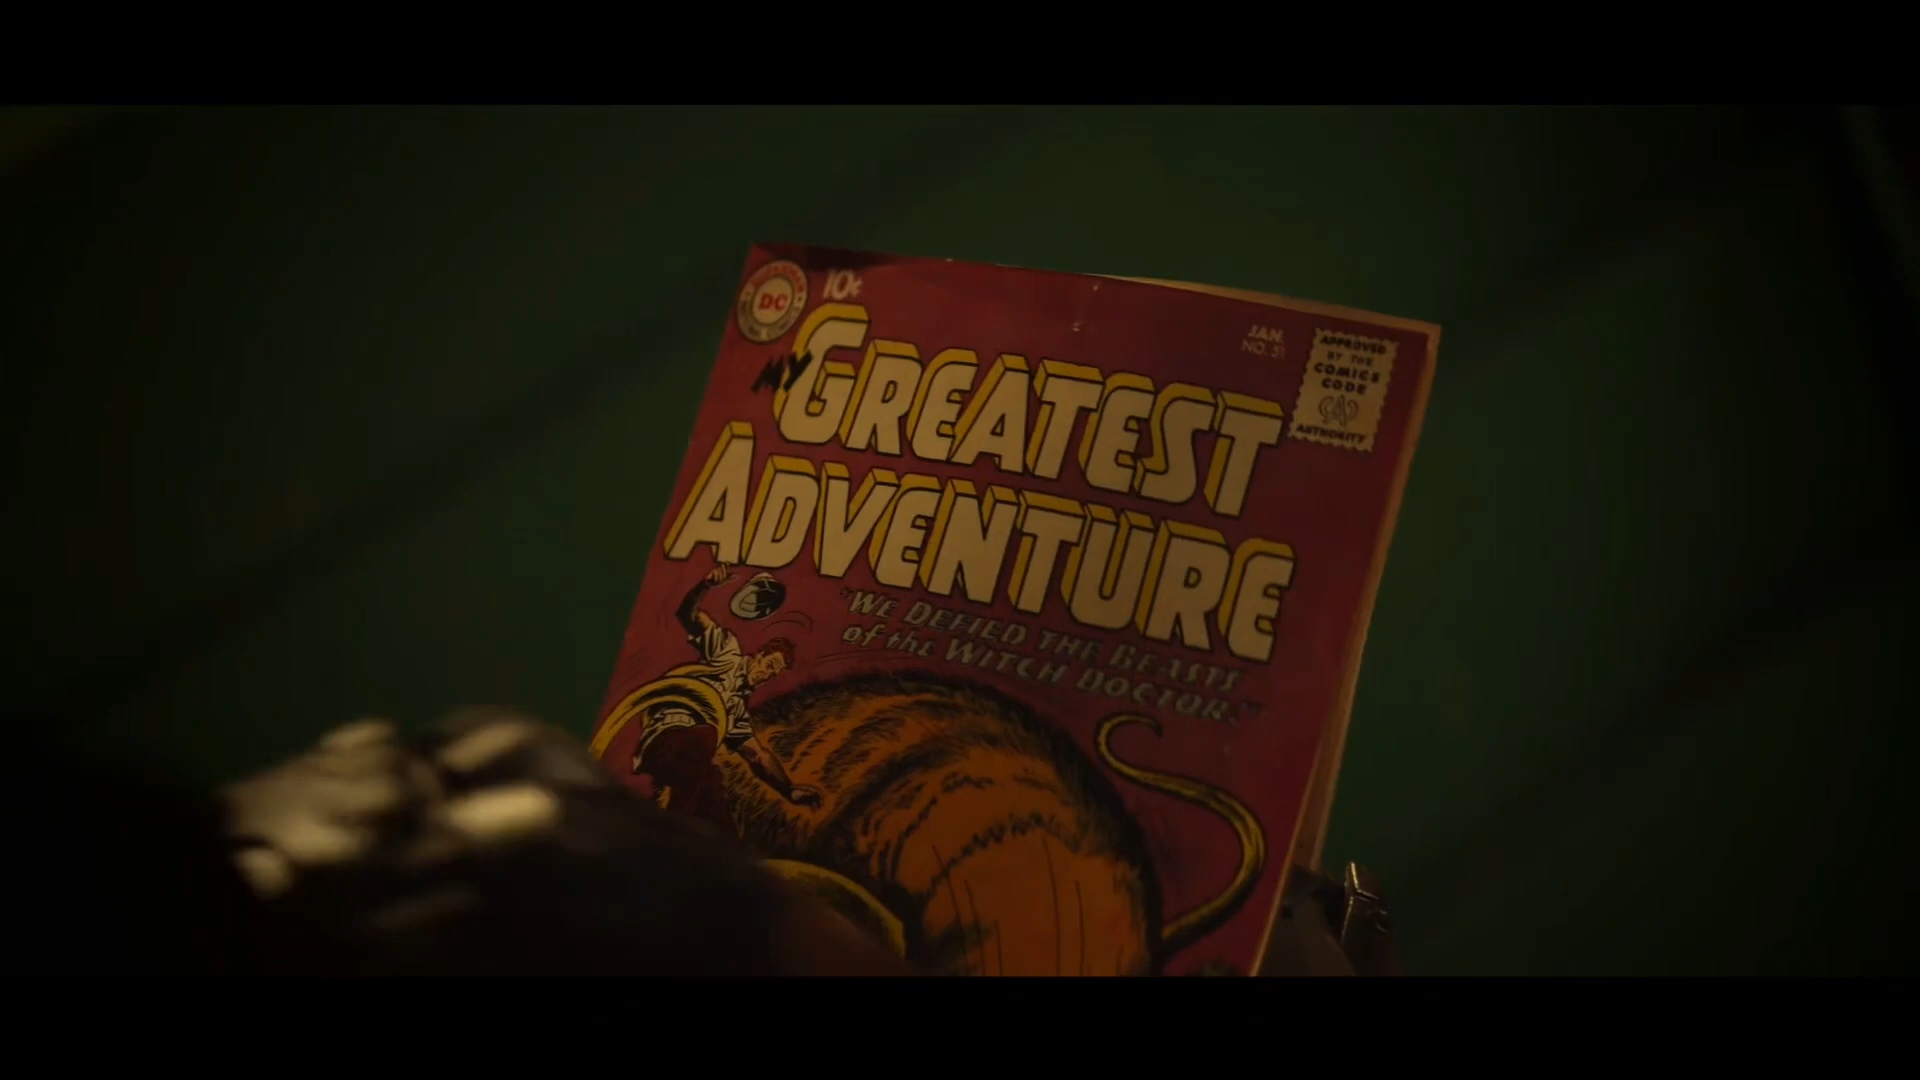 DC
10¢
JAN.
NO. 51
APPROVED
BY THE
COMICS
CODE
CA
AUTHORITY
MY
GREATEST
ADVENTURE
"WE DEFIED THE BEASTS
of the WITCH DOCTOR."